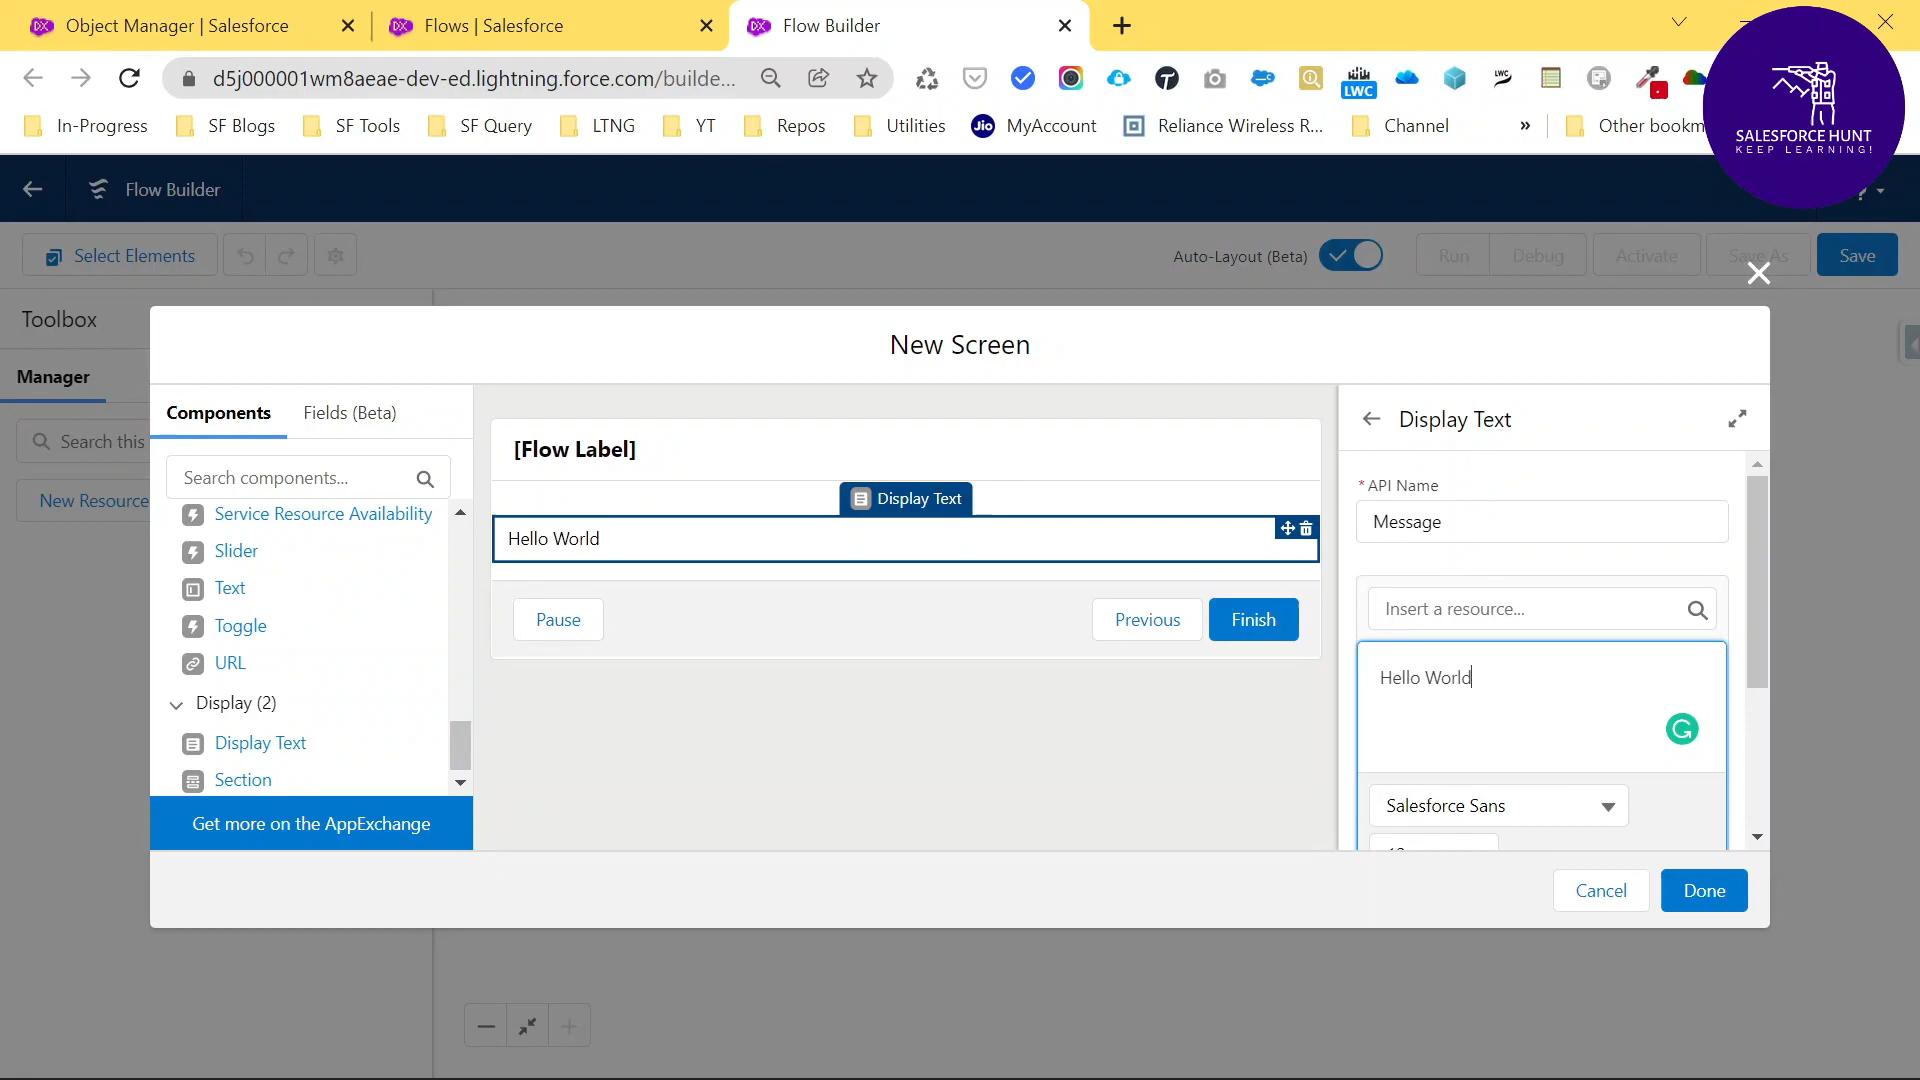 Object Manager | Salesforce
Flows | Salesforce
Flow Builder
d5j000001wm8aeae-dev-ed.lightning.force.com/builde...
LWC
LWC
In-Progress
SF Blogs
SF Tools
SF Query
LTNG
YT
Repos
Utilities
Jio
MyAccount
Reliance Wireless R...
Channel
»
Other bookm
SALESFORCE HUNT
KEEP LEARNING!
Flow Builder
?
Select Elements
Auto-Layout (Beta)
Run
Debug
Activate
Save As
Save
Toolbox
Manager
Search this
New Resource
New Screen
Components
Fields (Beta)
Search components...
Service Resource Availability
Slider
Text
Toggle
URL
Display (2)
Display Text
Section
Get more on the AppExchange
[Flow Label]
Display Text
Hello World
Pause
Previous
Finish
Display Text
* API Name
Message
Insert a resource...
Hello World
Salesforce Sans
Cancel
Done